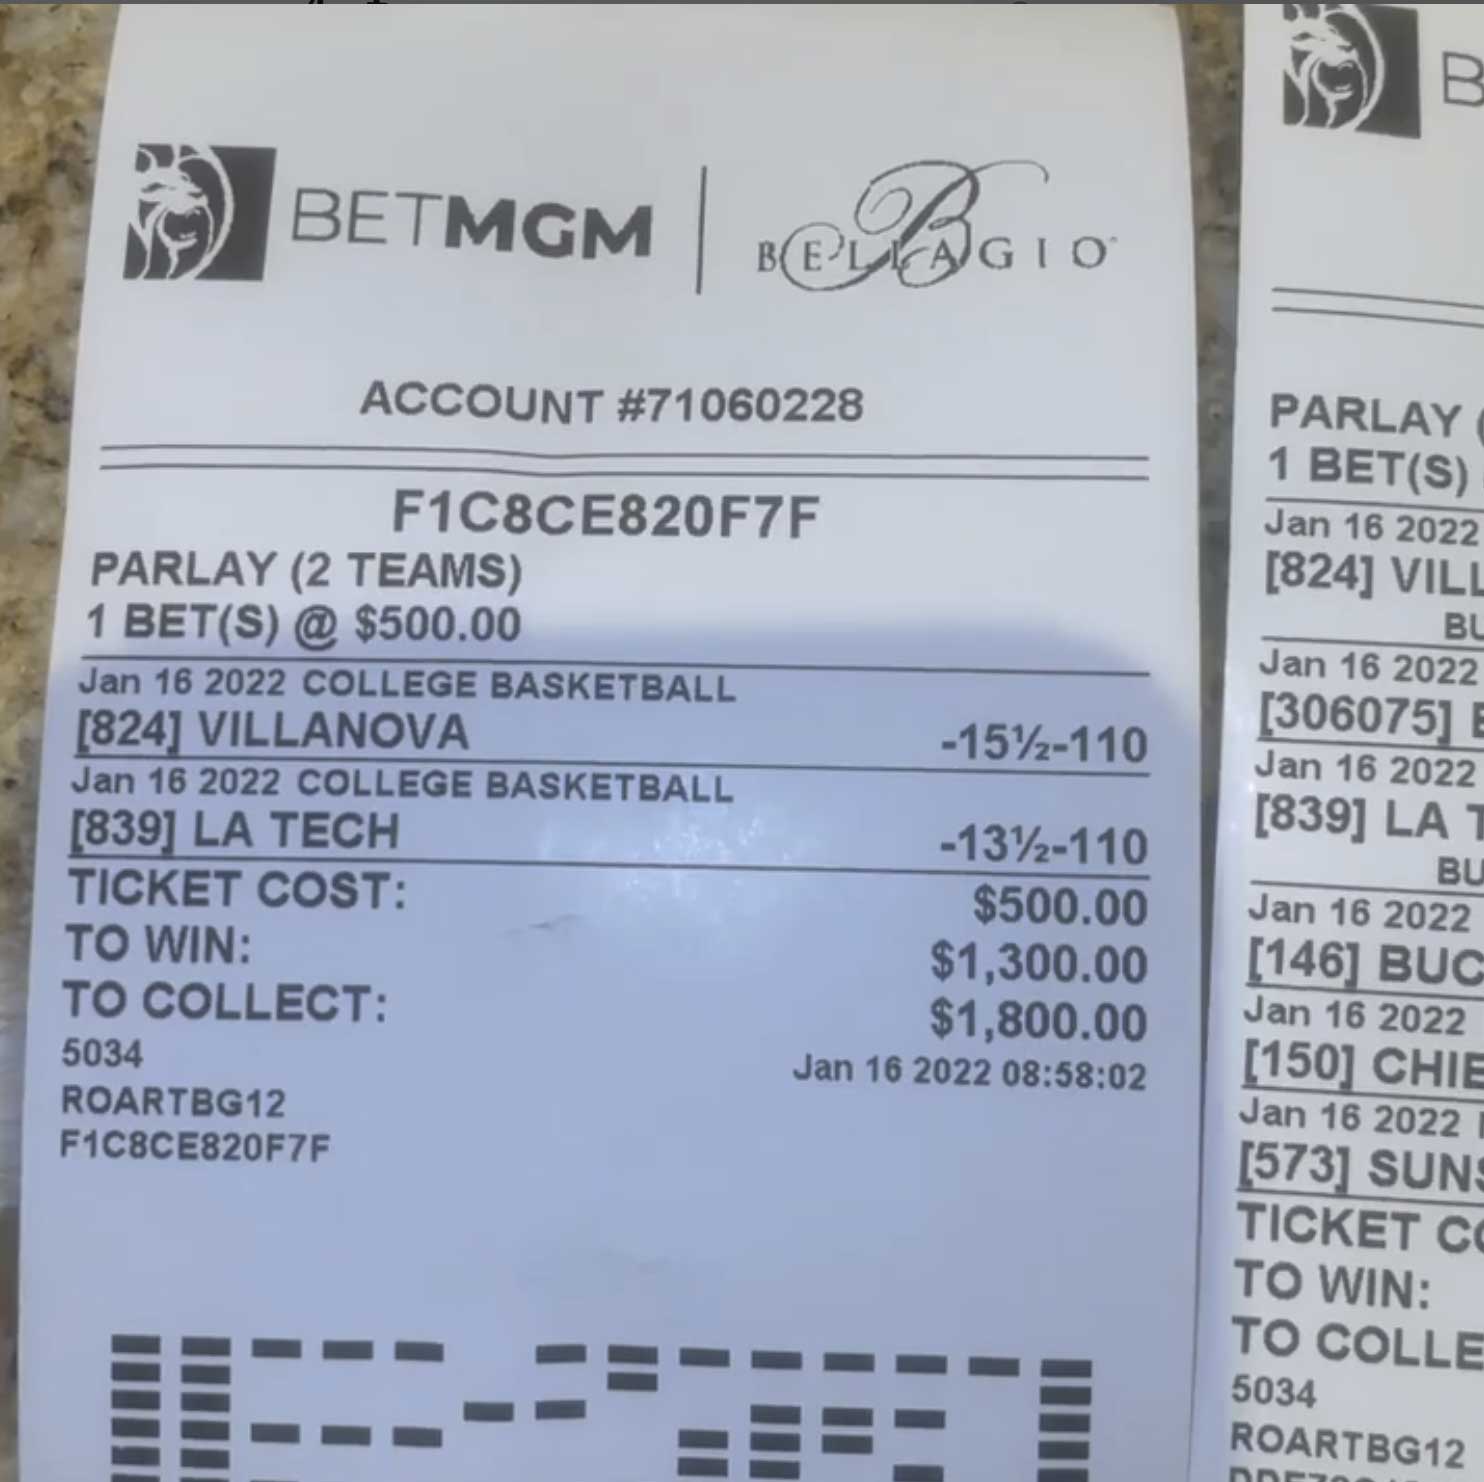 BETMGM | BELLAGIO
ACCOUNT #71060228
F1C8CE820F7F
PARLAY (2 TEAMS)
1 BET(S) @ $500.00
Jan 16 2022 COLLEGE BASKETBALL
[824] VILLANOVA -15½-110
Jan 16 2022 COLLEGE BASKETBALL
[839] LA TECH -13½-110
TICKET COST: $500.00
TO WIN: $1,300.00
TO COLLECT: $1,800.00
5034 Jan 16 2022 08:58:02
ROARTBG12
F1C8CE820F7F
B
PARLAY (
1 BET(S)
Jan 16 2022
[824] VILL
BU
Jan 16 2022
[306075]
Jan 16 2022
[839] LA T
BU
Jan 16 2022
[146] BUC
Jan 16 2022
[150] CHIE
Jan 16 2022
[573] SUNS
TICKET CO
TO WIN:
TO COLLE
5034
ROARTBG12